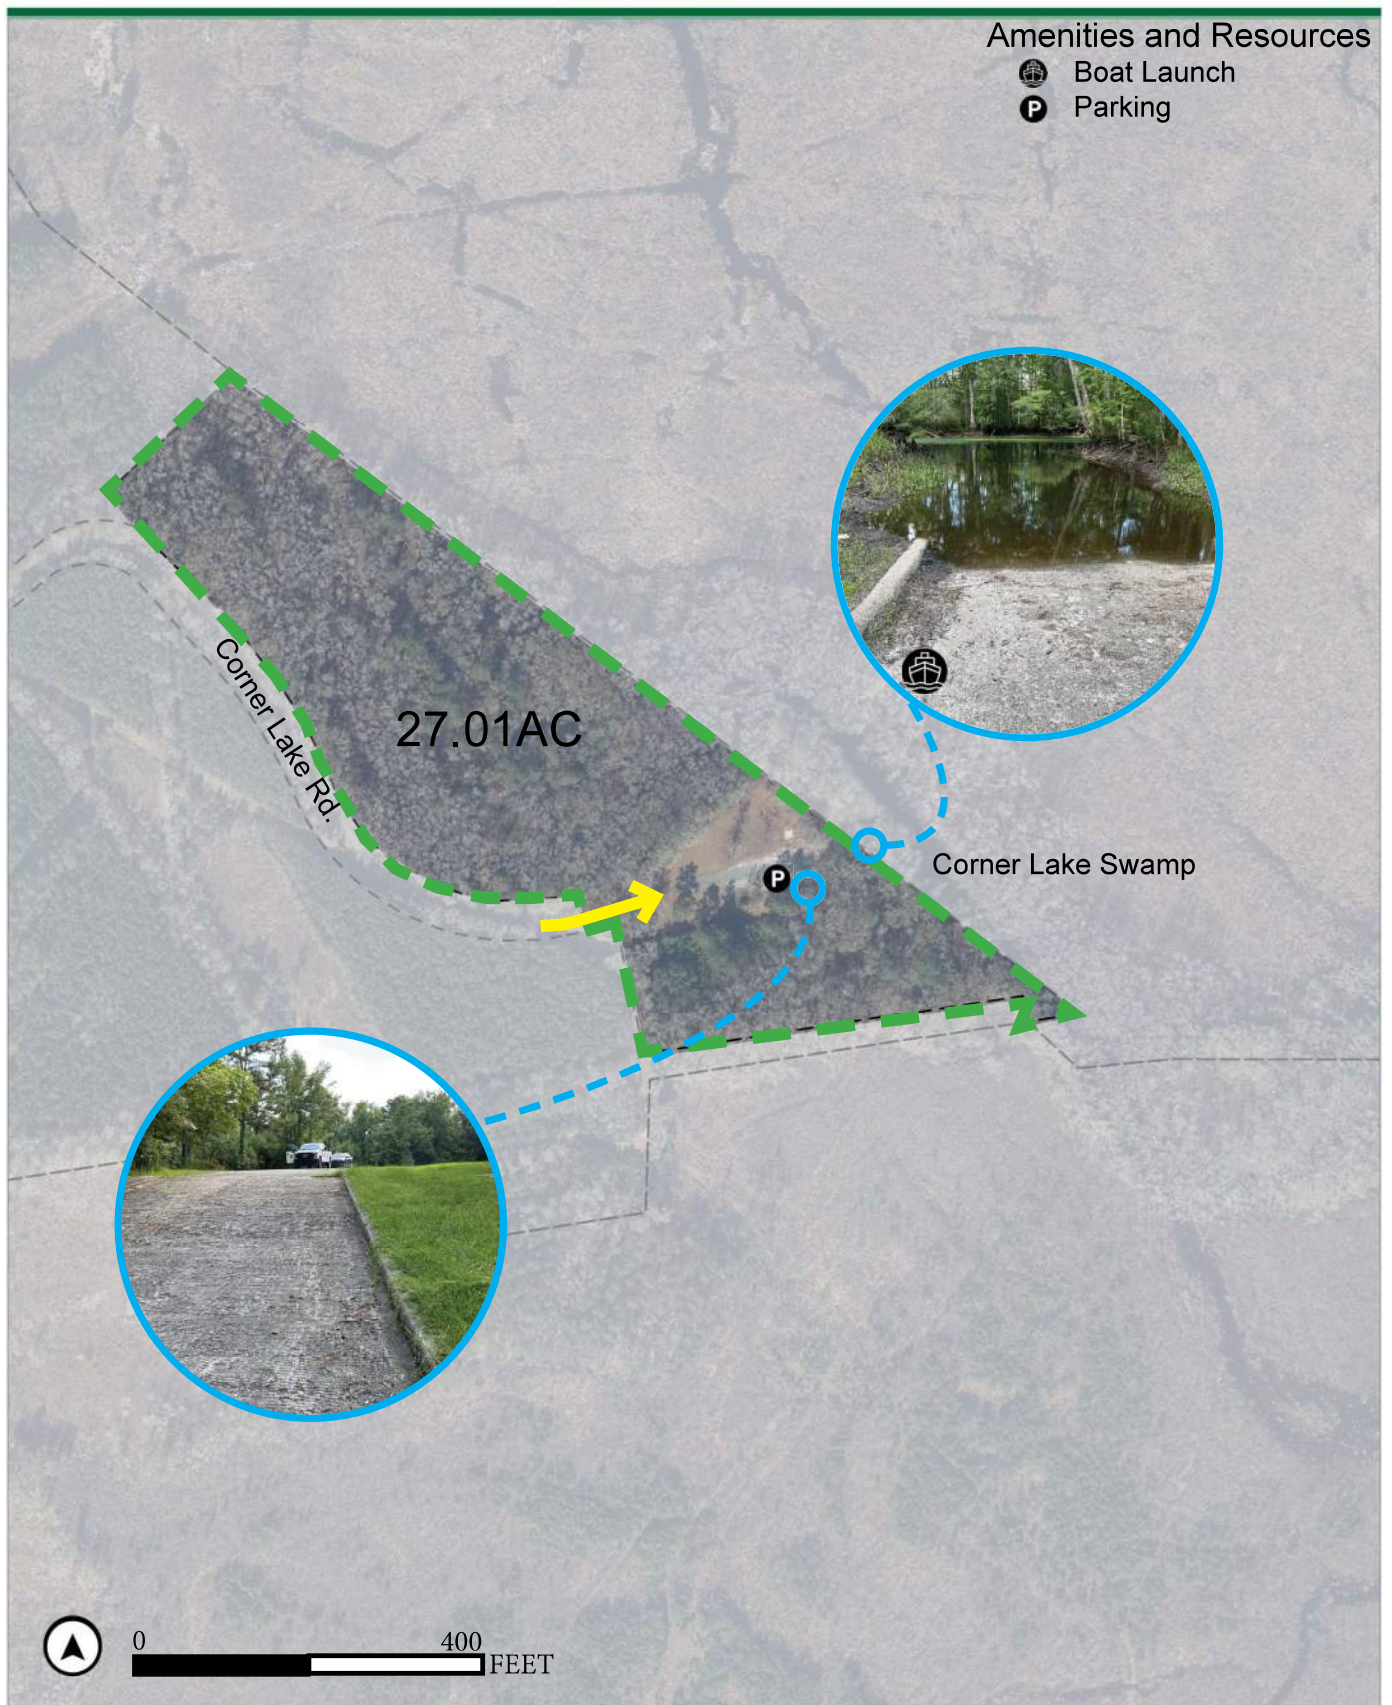 Amenities and Resources
Boat Launch
P Parking
Corner Lake Rd.
27.01AC
P
Corner Lake Swamp
0 400
FEET